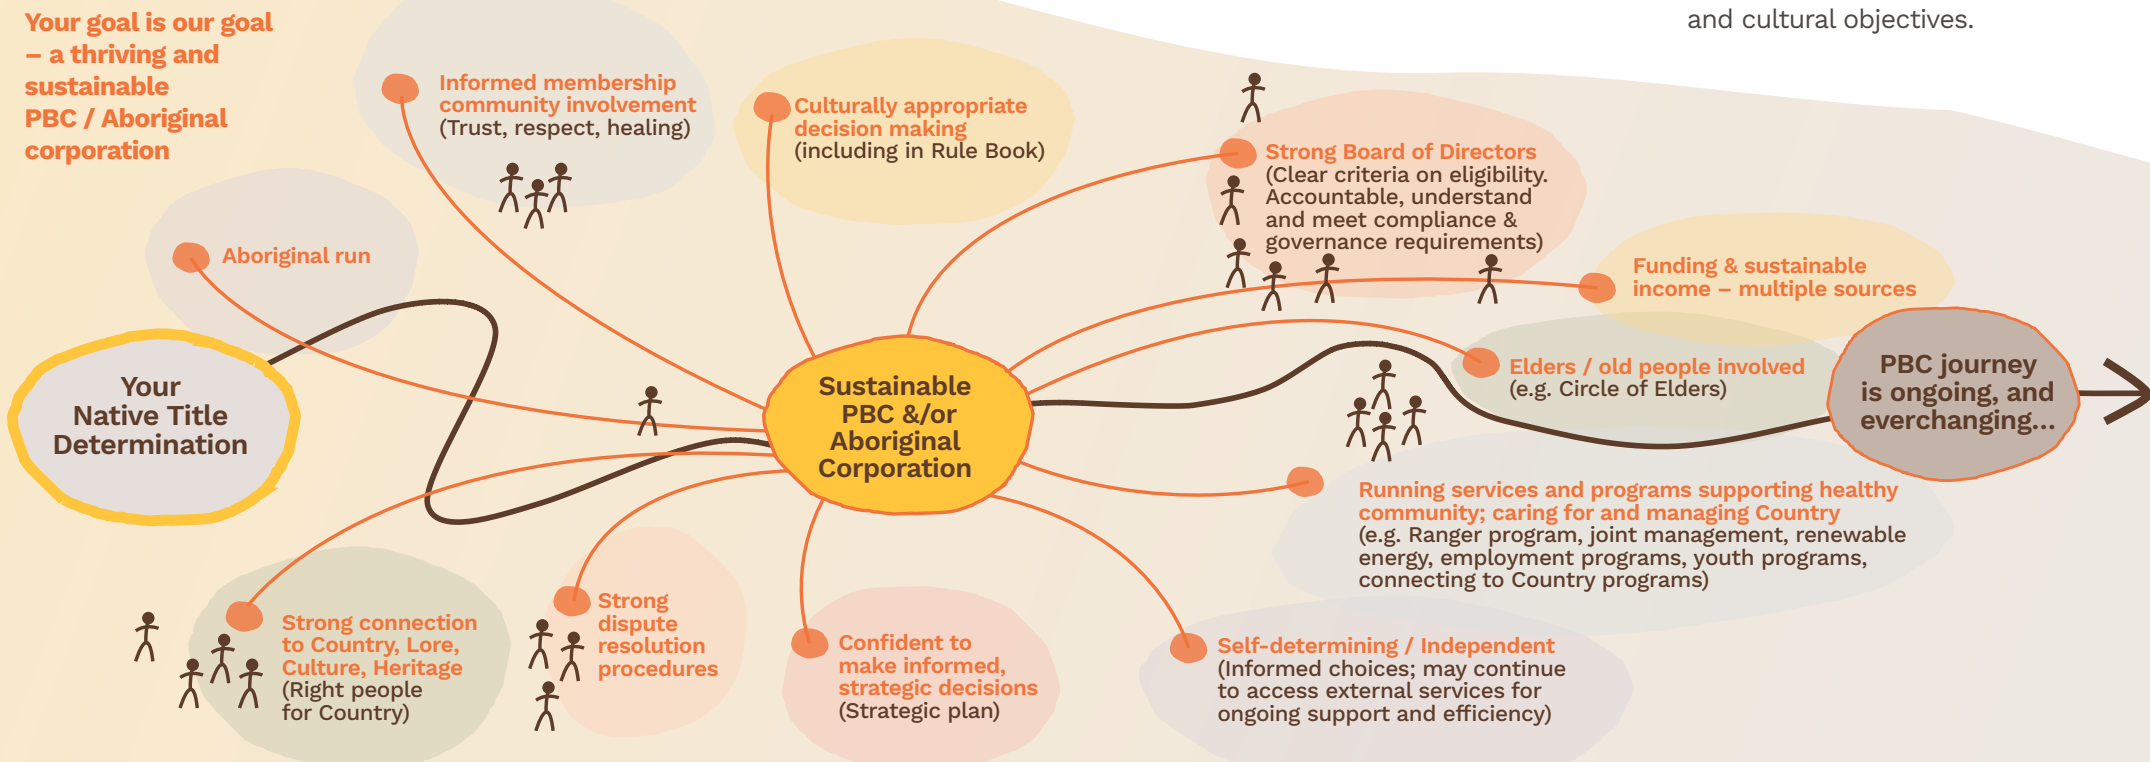 and cultural objectives.
Your goal is our goal
– a thriving and
sustainable
PBC / Aboriginal
corporation
Informed membership
community involvement
(Trust, respect, healing)
Culturally appropriate
decision making
(including in Rule Book)
Strong Board of Directors
(Clear criteria on eligibility.
Accountable, understand
and meet compliance &
governance requirements)
Aboriginal run
Funding & sustainable
income – multiple sources
Elders / old people involved
(e.g. Circle of Elders)
Your
Native Title
Determination
Sustainable
PBC &/or
Aboriginal
Corporation
PBC journey
is ongoing, and
everchanging...
Running services and programs supporting healthy
community; caring for and managing Country
(e.g. Ranger program, joint management, renewable
energy, employment programs, youth programs,
connecting to Country programs)
Strong connection
to Country, Lore,
Culture, Heritage
(Right people
for Country)
Strong
dispute
resolution
procedures
Confident to
make informed,
strategic decisions
(Strategic plan)
Self-determining / Independent
(Informed choices; may continue
to access external services for
ongoing support and efficiency)